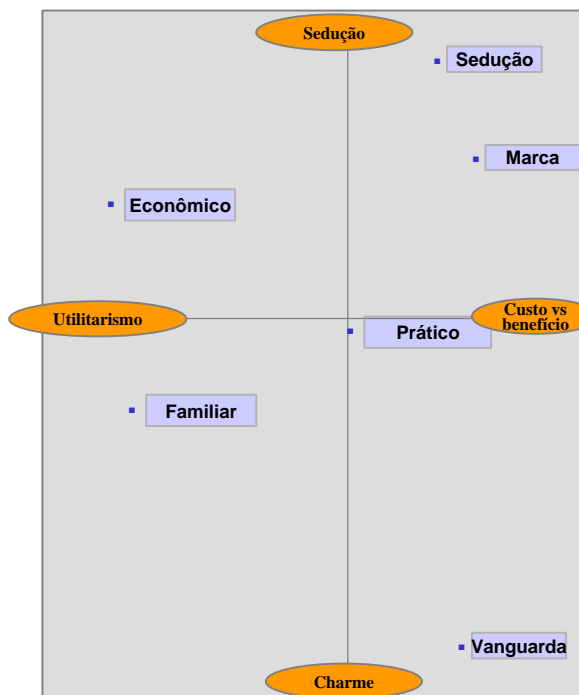 Sedução
Sedução
Marca
Econômico
Utilitarismo
Custo vs
benefício
Prático
Familiar
Vanguarda
Charme